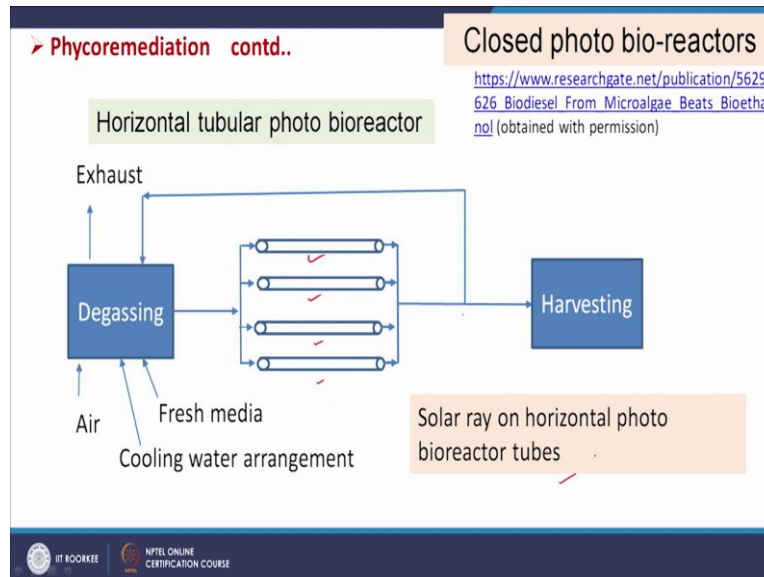 ➤ Phycoremediation contd..
Closed photo bio-reactors
https://www.researchgate.net/publication/5629
626_Biodiesel_From_Microalgae_Beats_Bioetha
nol (obtained with permission)
Horizontal tubular photo bioreactor
Exhaust
Degassing
Harvesting
Air
Fresh media
Cooling water arrangement
Solar ray on horizontal photo
bioreactor tubes
IIT ROORKEE
NPTEL ONLINE
CERTIFICATION COURSE